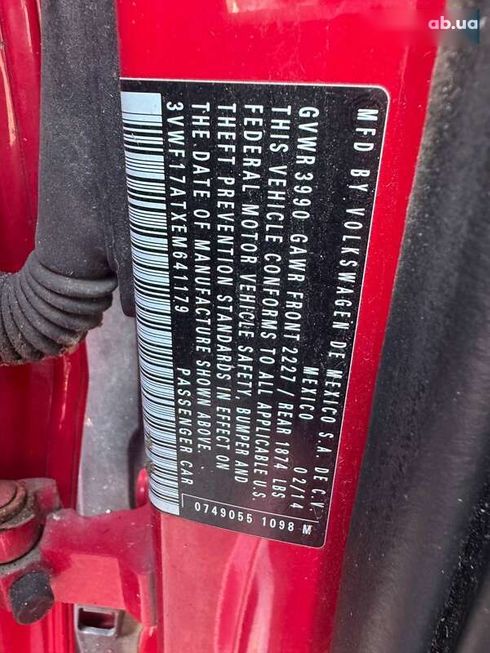 ab.ua
MFD BY VOLKSWAGEN DE MEXICO S.A. DE C.V.
MEXICO 02/14
GVWR 3990 GAWR FRONT 2227 / REAR 1874 LBS
THIS VEHICLE CONFORMS TO ALL APPLICABLE U.S.
FEDERAL MOTOR VEHICLE SAFETY, BUMPER AND
THEFT PREVENTION STANDARDS IN EFFECT ON
THE DATE OF MANUFACTURE SHOWN ABOVE.
3VWF17ATXEM641179 PASSENGER CAR
0749055 1098 M